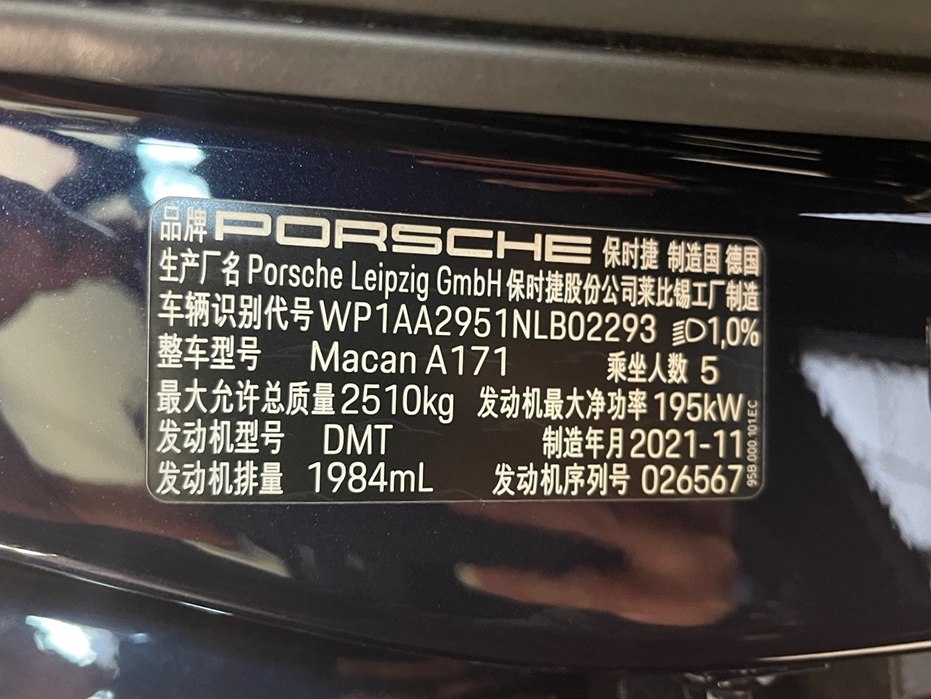 品牌 PORSCHE 保时捷 制造国 德国
生产厂名 Porsche Leipzig GmbH 保时捷股份公司莱比锡工厂制造
车辆识别代号 WP1AA2951NLB02293 1,0%
整车型号 Macan A171 乘坐人数 5
最大允许总质量 2510kg 发动机最大净功率 195kW
发动机型号 DMT 制造年月 2021-11
发动机排量 1984mL 发动机序列号 026567
95B.000.101.EC